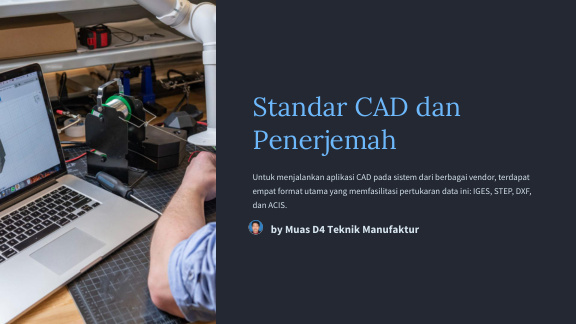 Standar CAD dan
Penerjemah
Untuk menjalankan aplikasi CAD pada sistem dari berbagai vendor, terdapat
empat format utama yang memfasilitasi pertukaran data ini: IGES, STEP, DXF,
dan ACIS.
by Muas D4 Teknik Manufaktur